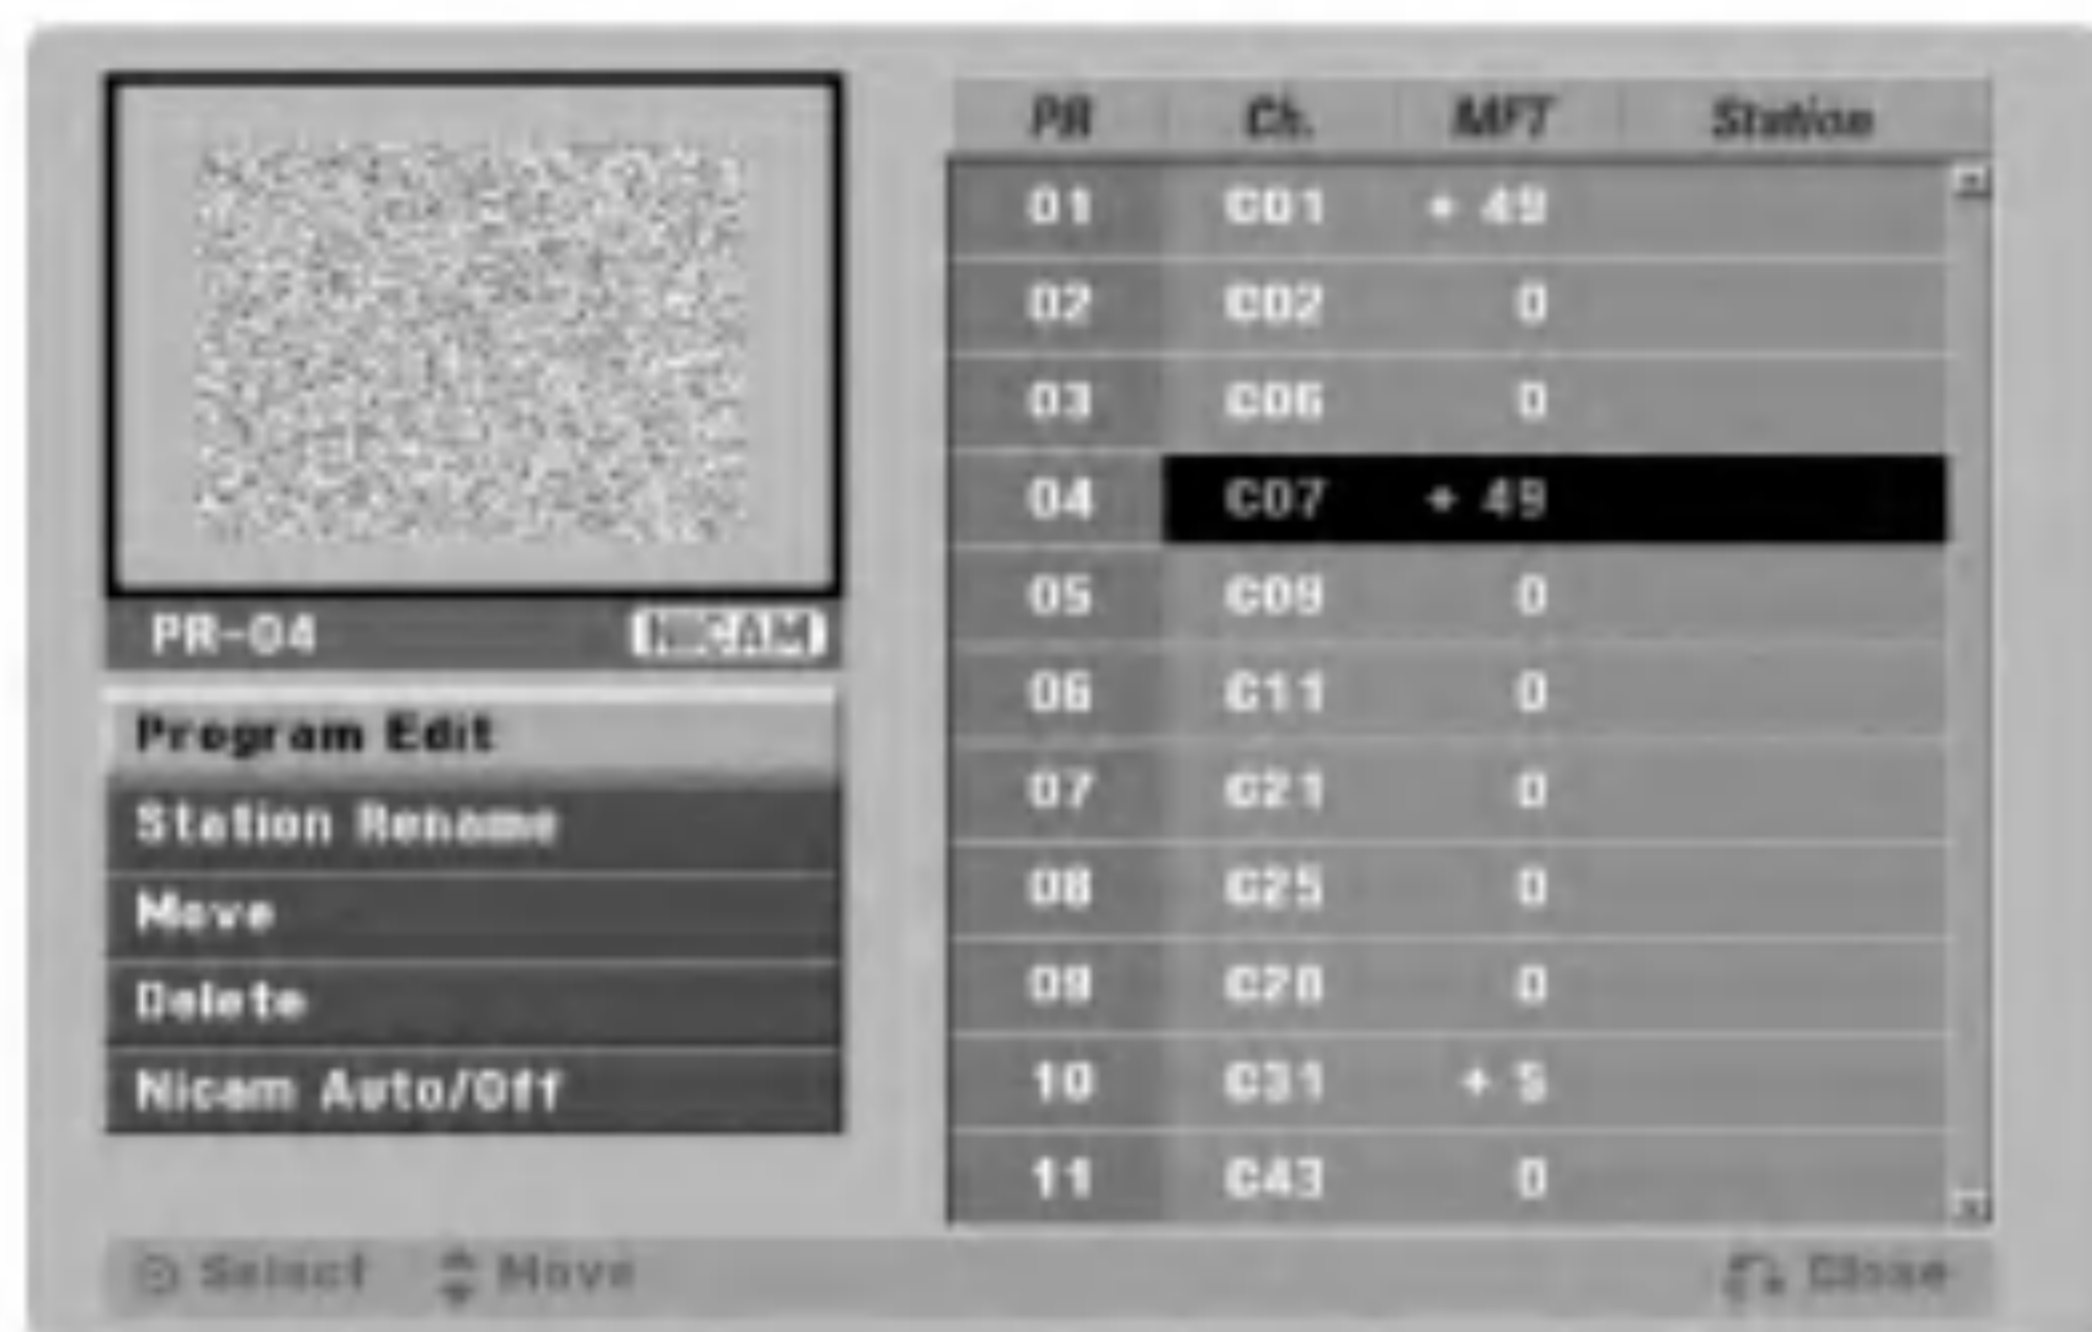 PR Ch. MFT Station
01 C01 + 49
02 C02 0
03 C06 0
04 C07 + 49
05 C09 0
06 C11 0
07 C21 0
08 C25 0
09 C28 0
10 C31 + 5
11 C43 0
PR-04 NICAM
Program Edit
Station Rename
Move
Delete
Nicam Auto/Off
Select Move Close